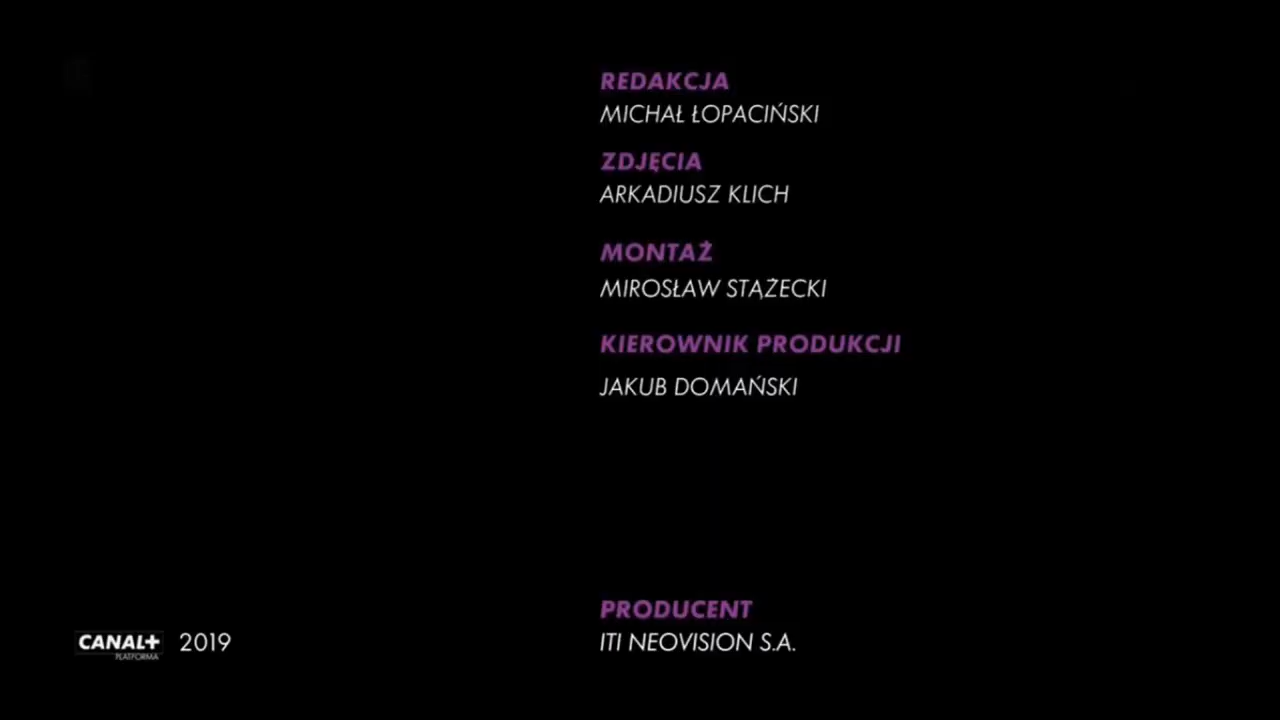 REDAKCJA
MICHAŁ ŁOPACIŃSKI
ZDJĘCIA
ARKADIUSZ KLICH
MONTAŻ
MIROSŁAW STĄŻECKI
KIEROWNIK PRODUKCJI
JAKUB DOMAŃSKI
PRODUCENT
ITI NEOVISION S.A.
CANAL+ 2019
PLATFORMA